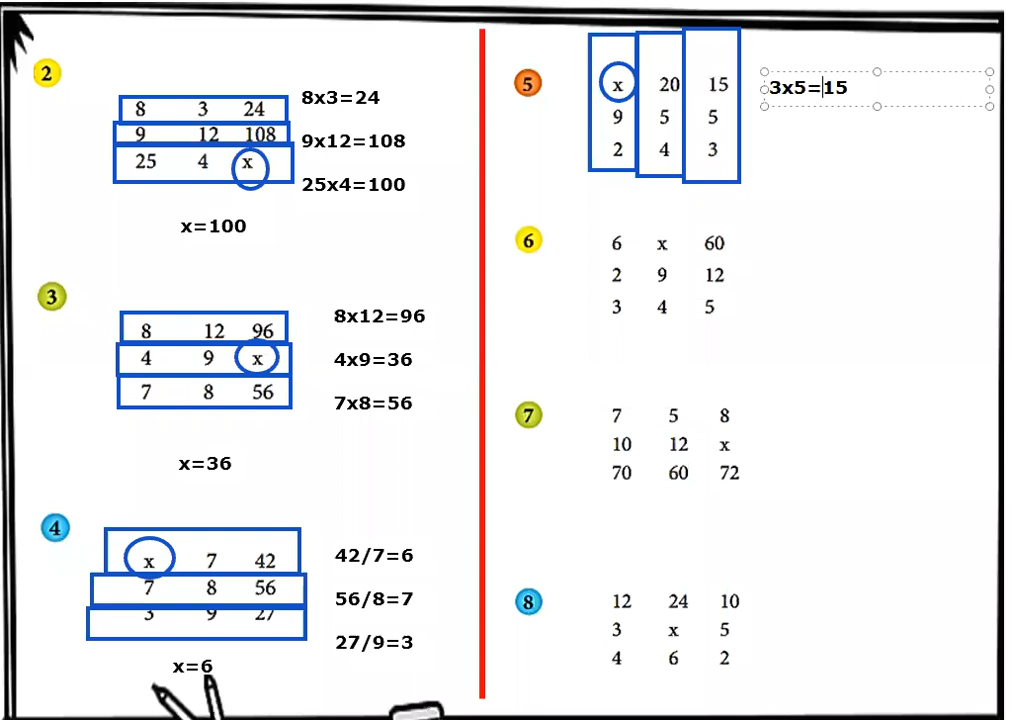 2
8 3 24
9 12 108
25 4 x
8x3=24
9x12=108
25x4=100
x=100
3
8 12 96
4 9 x
7 8 56
8x12=96
4x9=36
7x8=56
x=36
4
x 7 42
7 8 56
3 9 27
42/7=6
56/8=7
27/9=3
x=6
5
x 20 15
9 5 5
2 4 3
3x5=15
6
6 x 60
2 9 12
3 4 5
7
7 5 8
10 12 x
70 60 72
8
12 24 10
3 x 5
4 6 2